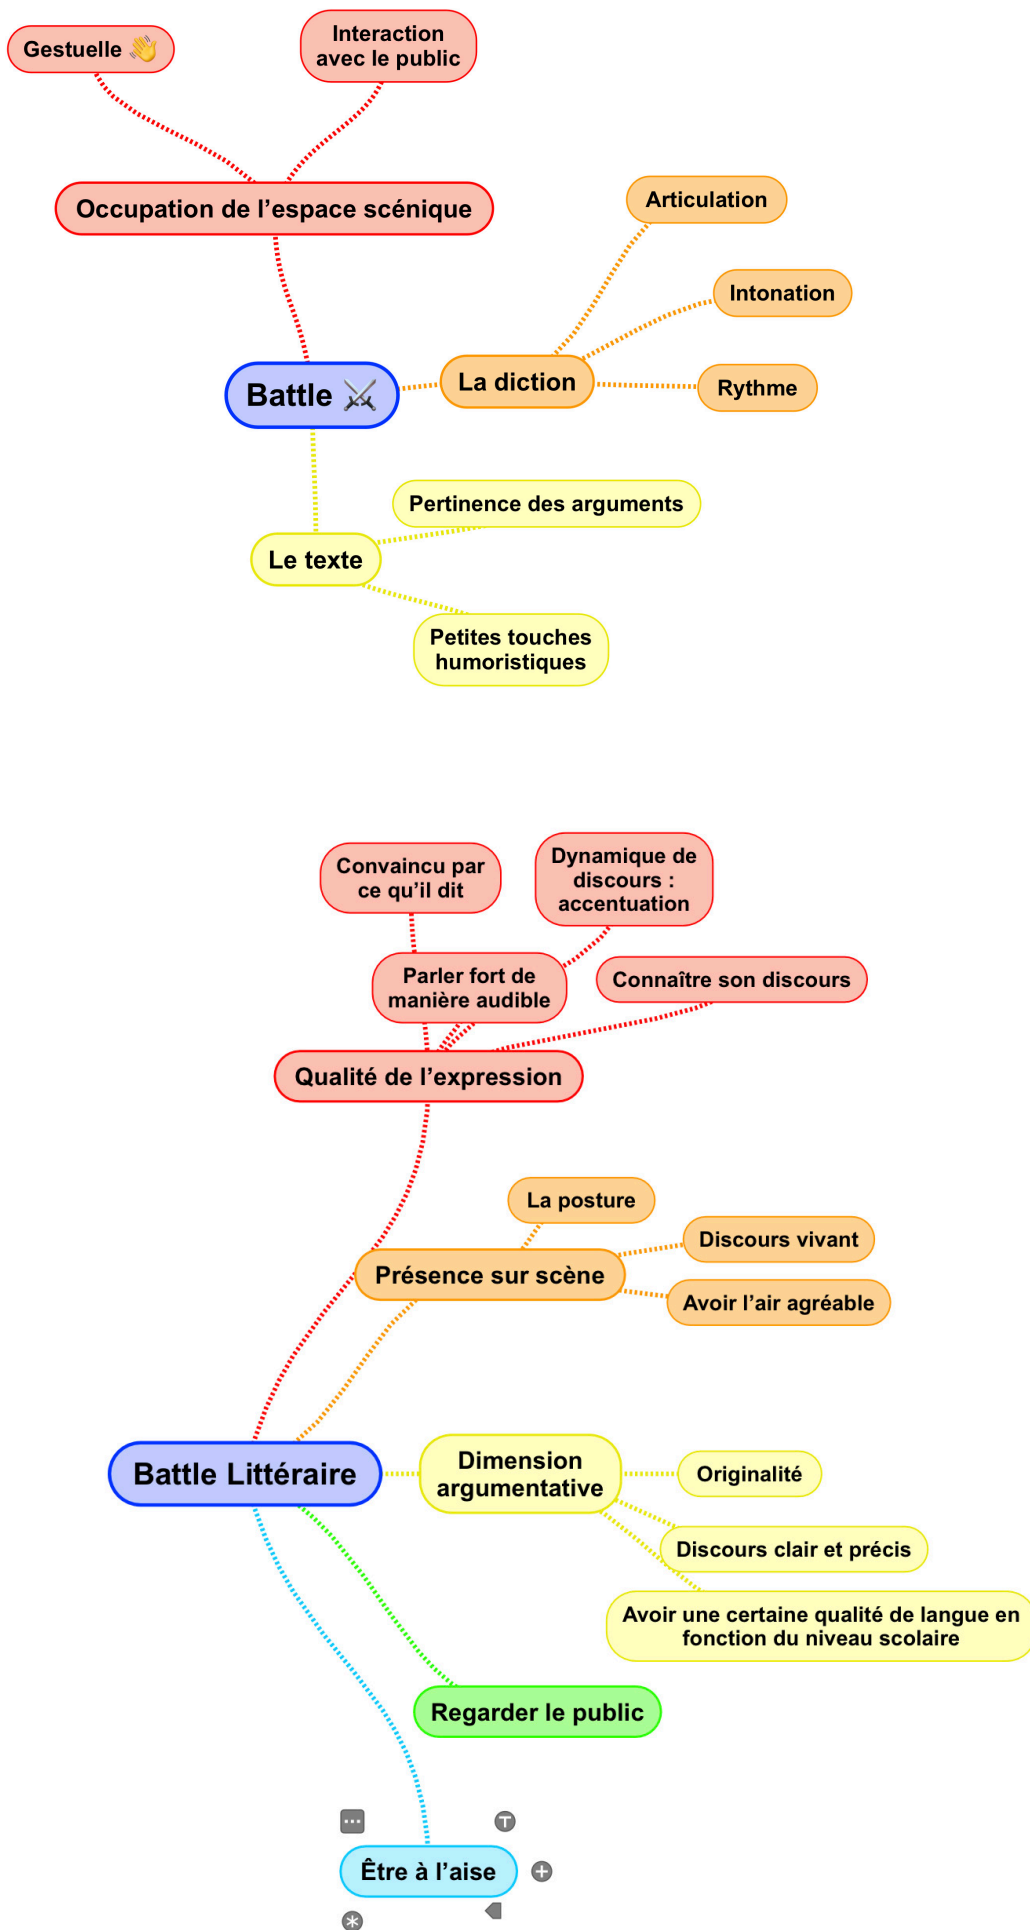 Gestuelle 👋
Interaction
avec le public
Occupation de l’espace scénique
Articulation
Intonation
Battle ⚔️
La diction
Rythme
Pertinence des arguments
Le texte
Petites touches
humoristiques
Convaincu par
ce qu’il dit
Dynamique de
discours :
accentuation
Parler fort de
manière audible
Connaître son discours
Qualité de l’expression
La posture
Discours vivant
Présence sur scène
Avoir l’air agréable
Battle Littéraire
Dimension
argumentative
Originalité
Discours clair et précis
Avoir une certaine qualité de langue en
fonction du niveau scolaire
Regarder le public
Être à l’aise